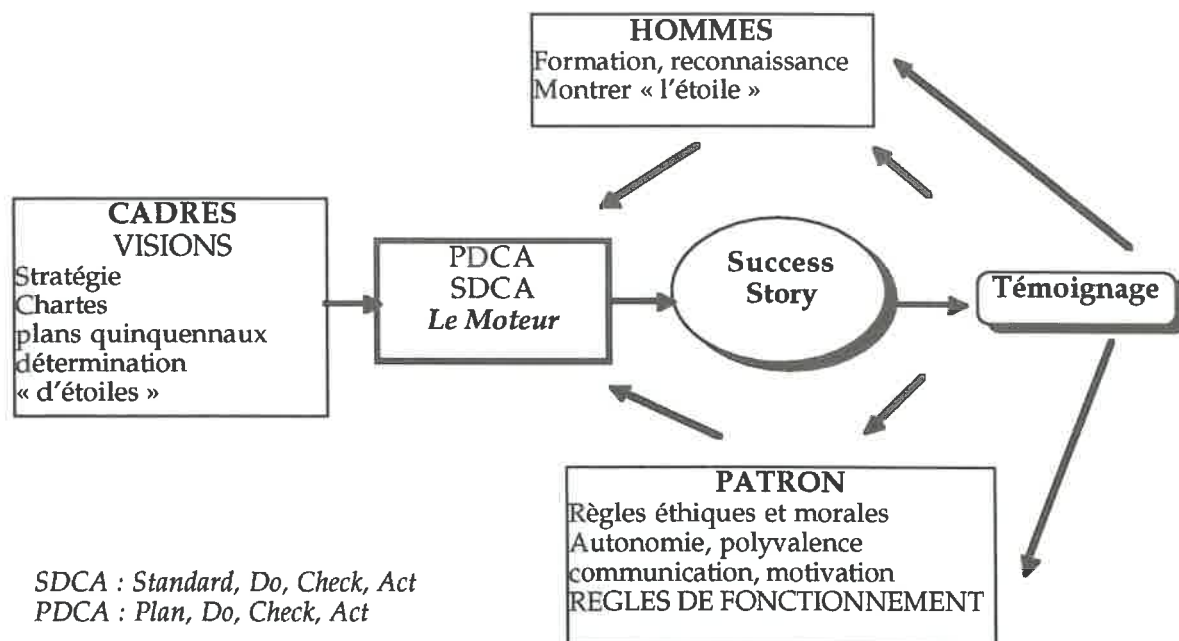 HOMMES
Formation, reconnaissance
Montrer « l'étoile »
CADRES
VISIONS
Stratégie
Chartes
plans quinquennaux
détermination
« d'étoiles »
PDCA
SDCA
Le Moteur
Success
Story
Témoignage
PATRON
Règles éthiques et morales
Autonomie, polyvalence
communication, motivation
REGLES DE FONCTIONNEMENT
SDCA : Standard, Do, Check, Act
PDCA : Plan, Do, Check, Act